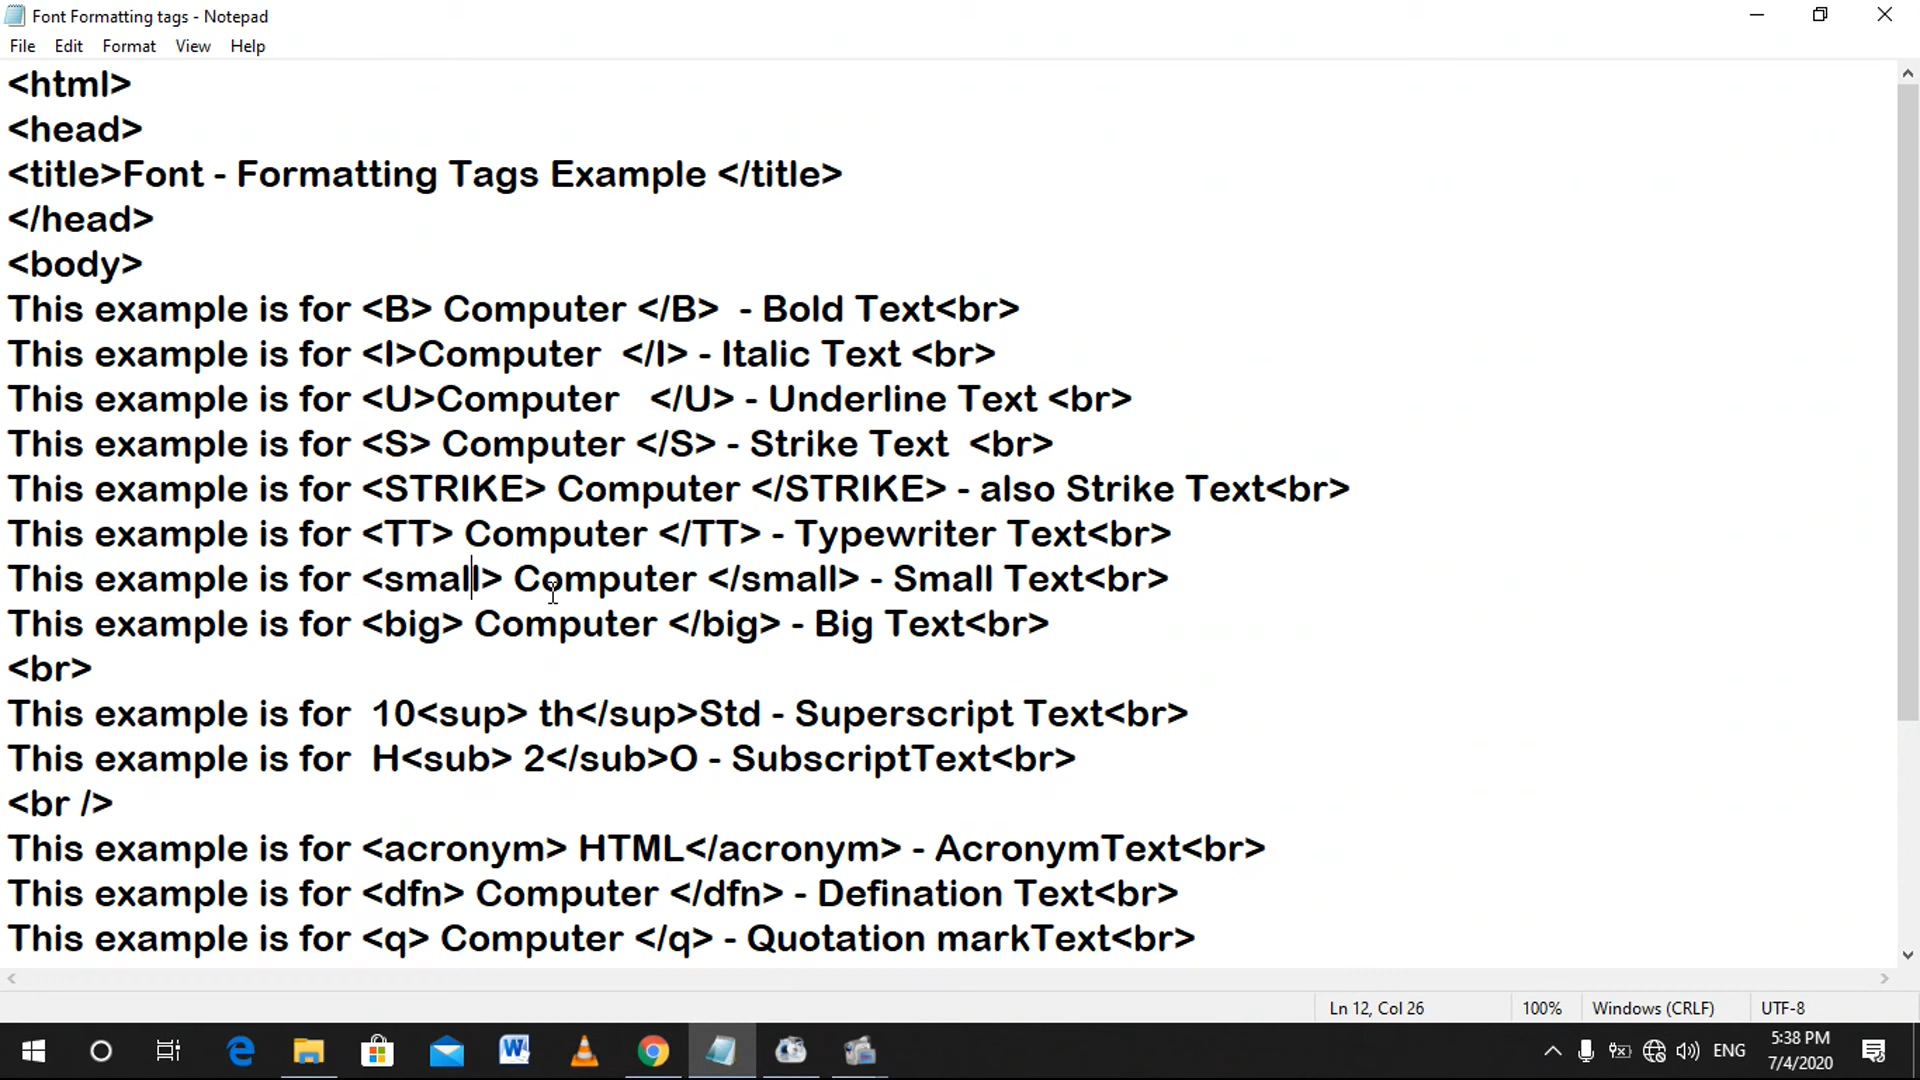 Font Formatting tags - Notepad
File Edit Format View Help
<html>
<head>
<title>Font - Formatting Tags Example </title>
</head>
<body>
This example is for <B> Computer </B>  - Bold Text<br>
This example is for <I>Computer  </I> - Italic Text <br>
This example is for <U>Computer   </U> - Underline Text <br>
This example is for <S> Computer </S> - Strike Text  <br>
This example is for <STRIKE> Computer </STRIKE> - also Strike Text<br>
This example is for <TT> Computer </TT> - Typewriter Text<br>
This example is for <small> Computer </small> - Small Text<br>
This example is for <big> Computer </big> - Big Text<br>
<br>
This example is for  10<sup> th</sup>Std - Superscript Text<br>
This example is for  H<sub> 2</sub>O - SubscriptText<br>
<br />
This example is for <acronym> HTML</acronym> - AcronymText<br>
This example is for <dfn> Computer </dfn> - Defination Text<br>
This example is for <q> Computer </q> - Quotation markText<br>
Ln 12, Col 26 100% Windows (CRLF) UTF-8
ENG 5:38 PM
7/4/2020